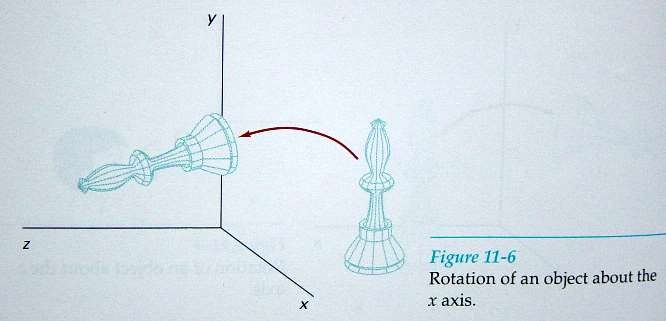 y
z
x
Figure 11-6
Rotation of an object about the
x axis.